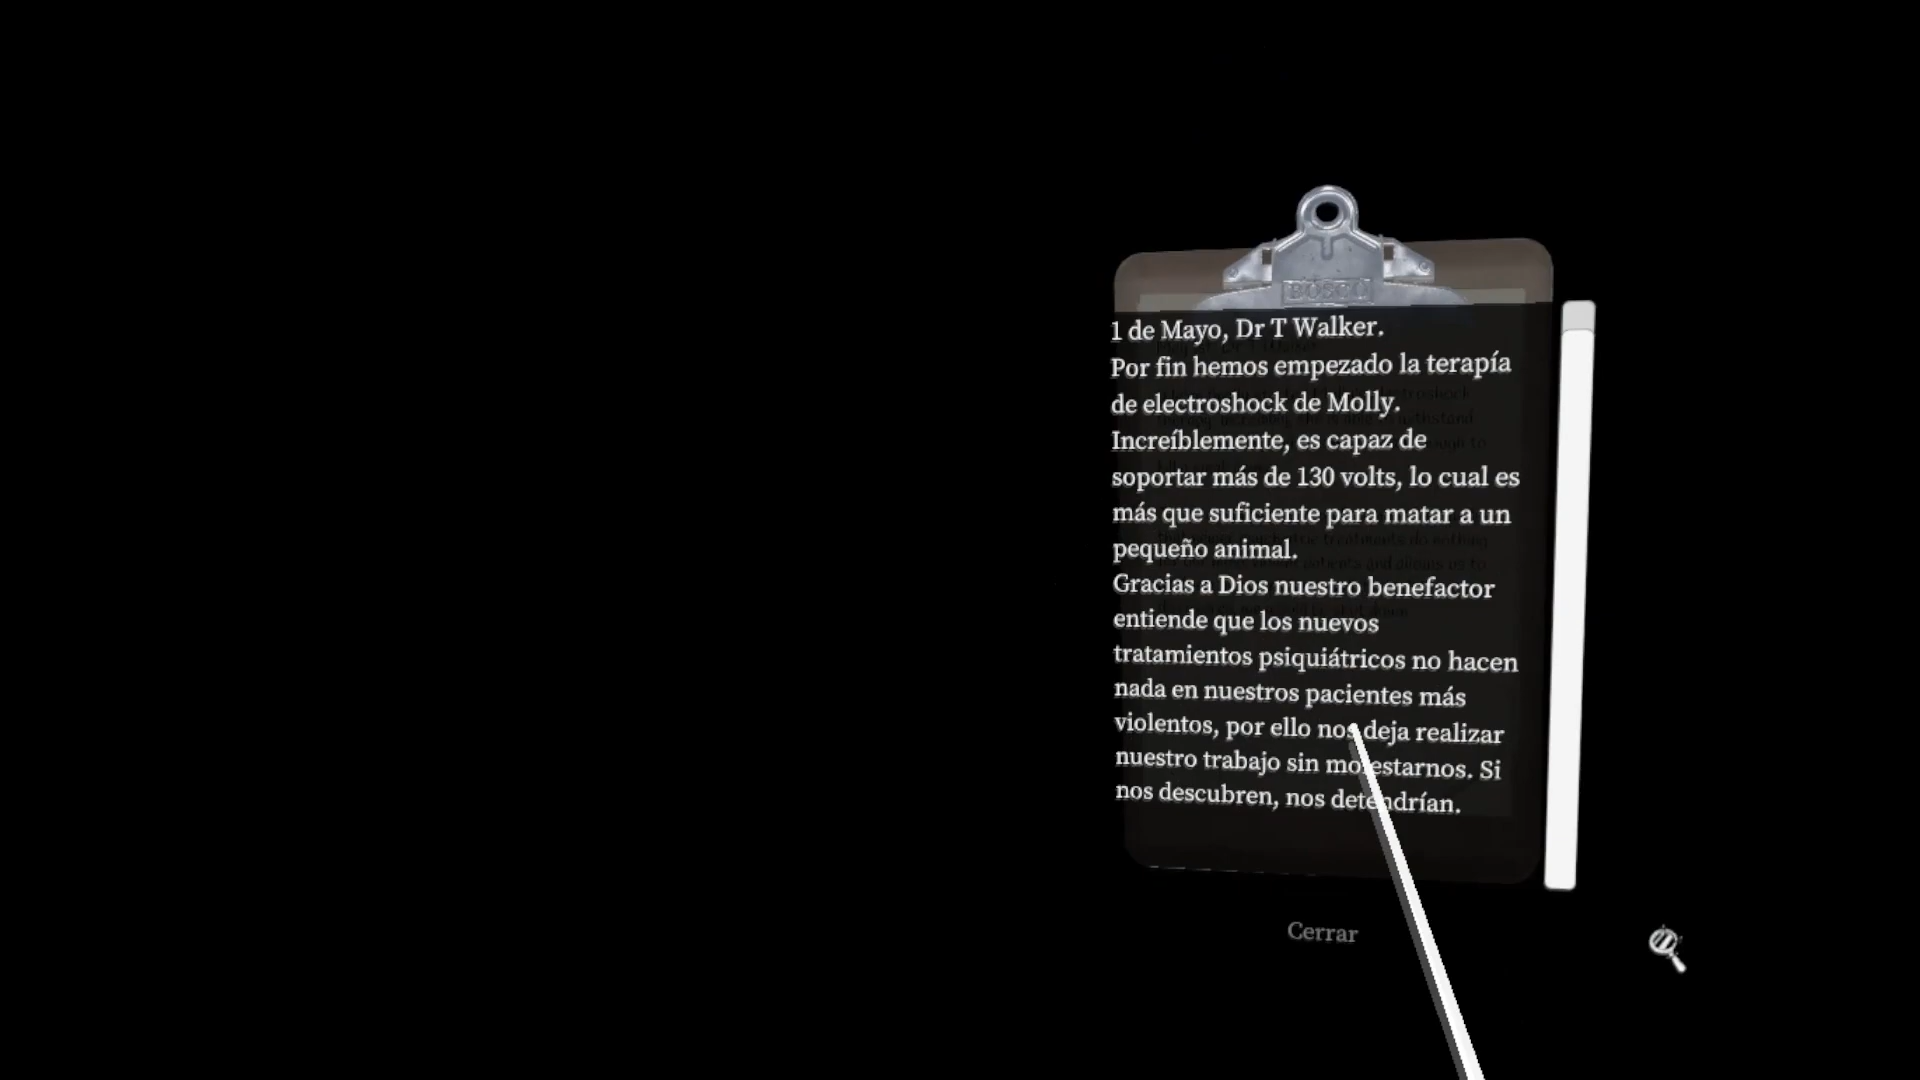 BOSCO
1 de Mayo, Dr T Walker.
Por fin hemos empezado la terapía
de electroshock de Molly.
Increíblemente, es capaz de
soportar más de 130 volts, lo cual es
más que suficiente para matar a un
pequeño animal.
Gracias a Dios nuestro benefactor
entiende que los nuevos
tratamientos psiquiátricos no hacen
nada en nuestros pacientes más
violentos, por ello nos deja realizar
nuestro trabajo sin molestarnos. Si
nos descubren, nos detendrían.
Cerrar